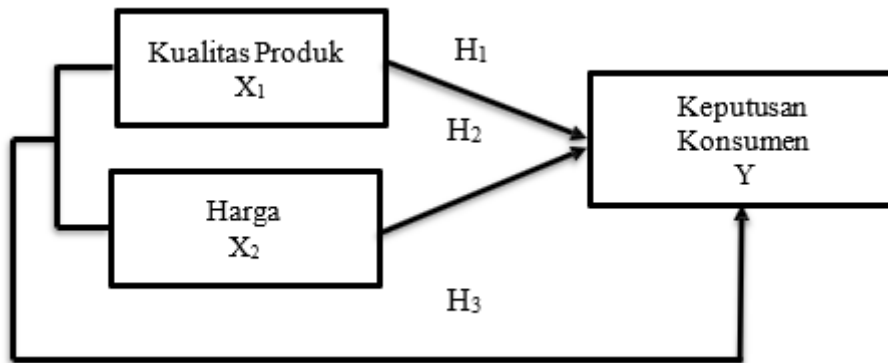 Kualitas Produk
X₁
H₁
Keputusan
Konsumen
Y
H₂
Harga
X₂
H₃